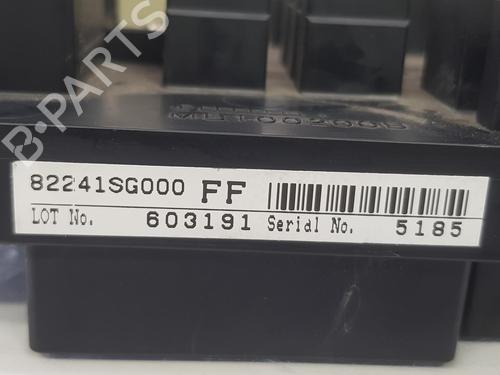 B-PARTS
82241SG000 FF
LOT No. 603191 Serial No. 5185